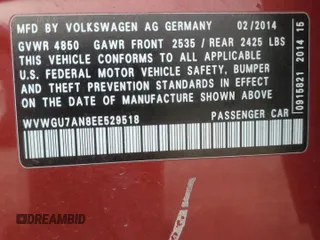 MFD BY VOLKSWAGEN AG GERMANY 02/2014
GVWR 4850 GAWR FRONT 2535 / REAR 2425 LBS
THIS VEHICLE CONFORMS TO ALL APPLICABLE
U.S. FEDERAL MOTOR VEHICLE SAFETY, BUMPER
AND THEFT PREVENTION STANDARDS IN EFFECT
ON THE DATE OF MANUFACTURE SHOWN ABOVE
WVWGU7AN8EE529518 PASSENGER CAR
0915821 2014 15
DREAMBID